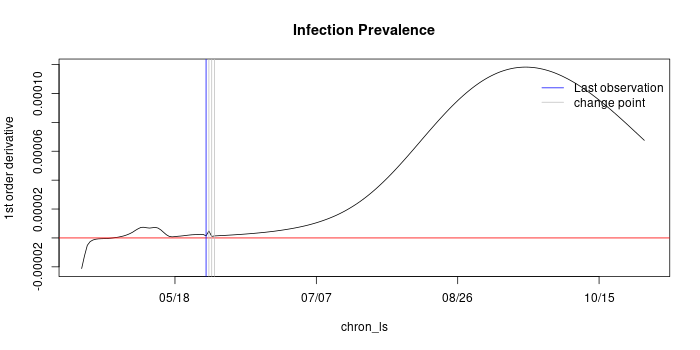 Infection Prevalence
1st order derivative
0.00010
0.00006
0.00002
-0.00002
Last observation
change point
05/18
07/07
08/26
10/15
chron_ls